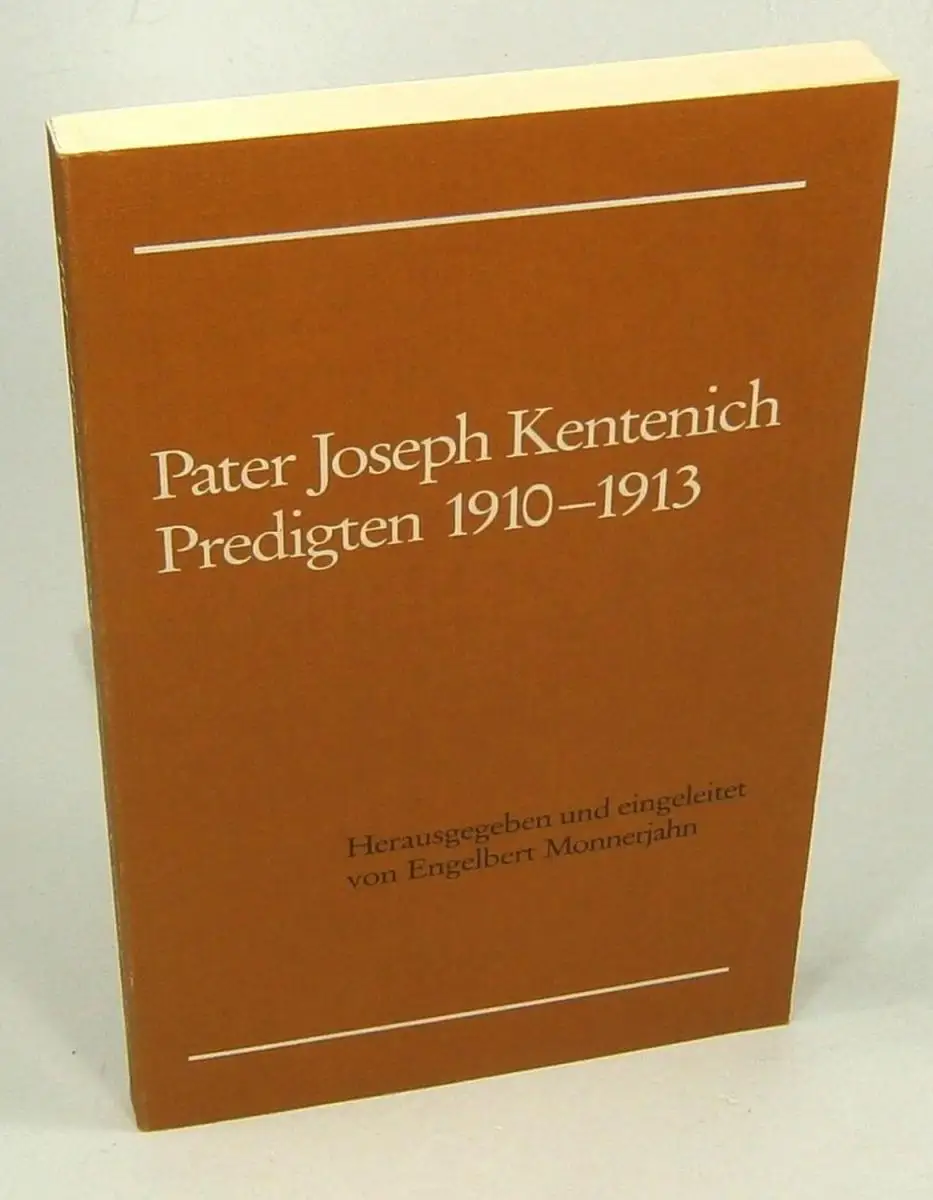 Pater Joseph Kentenich
Predigten 1910–1913
Herausgegeben und eingeleitet
von Engelbert Monnerjahn